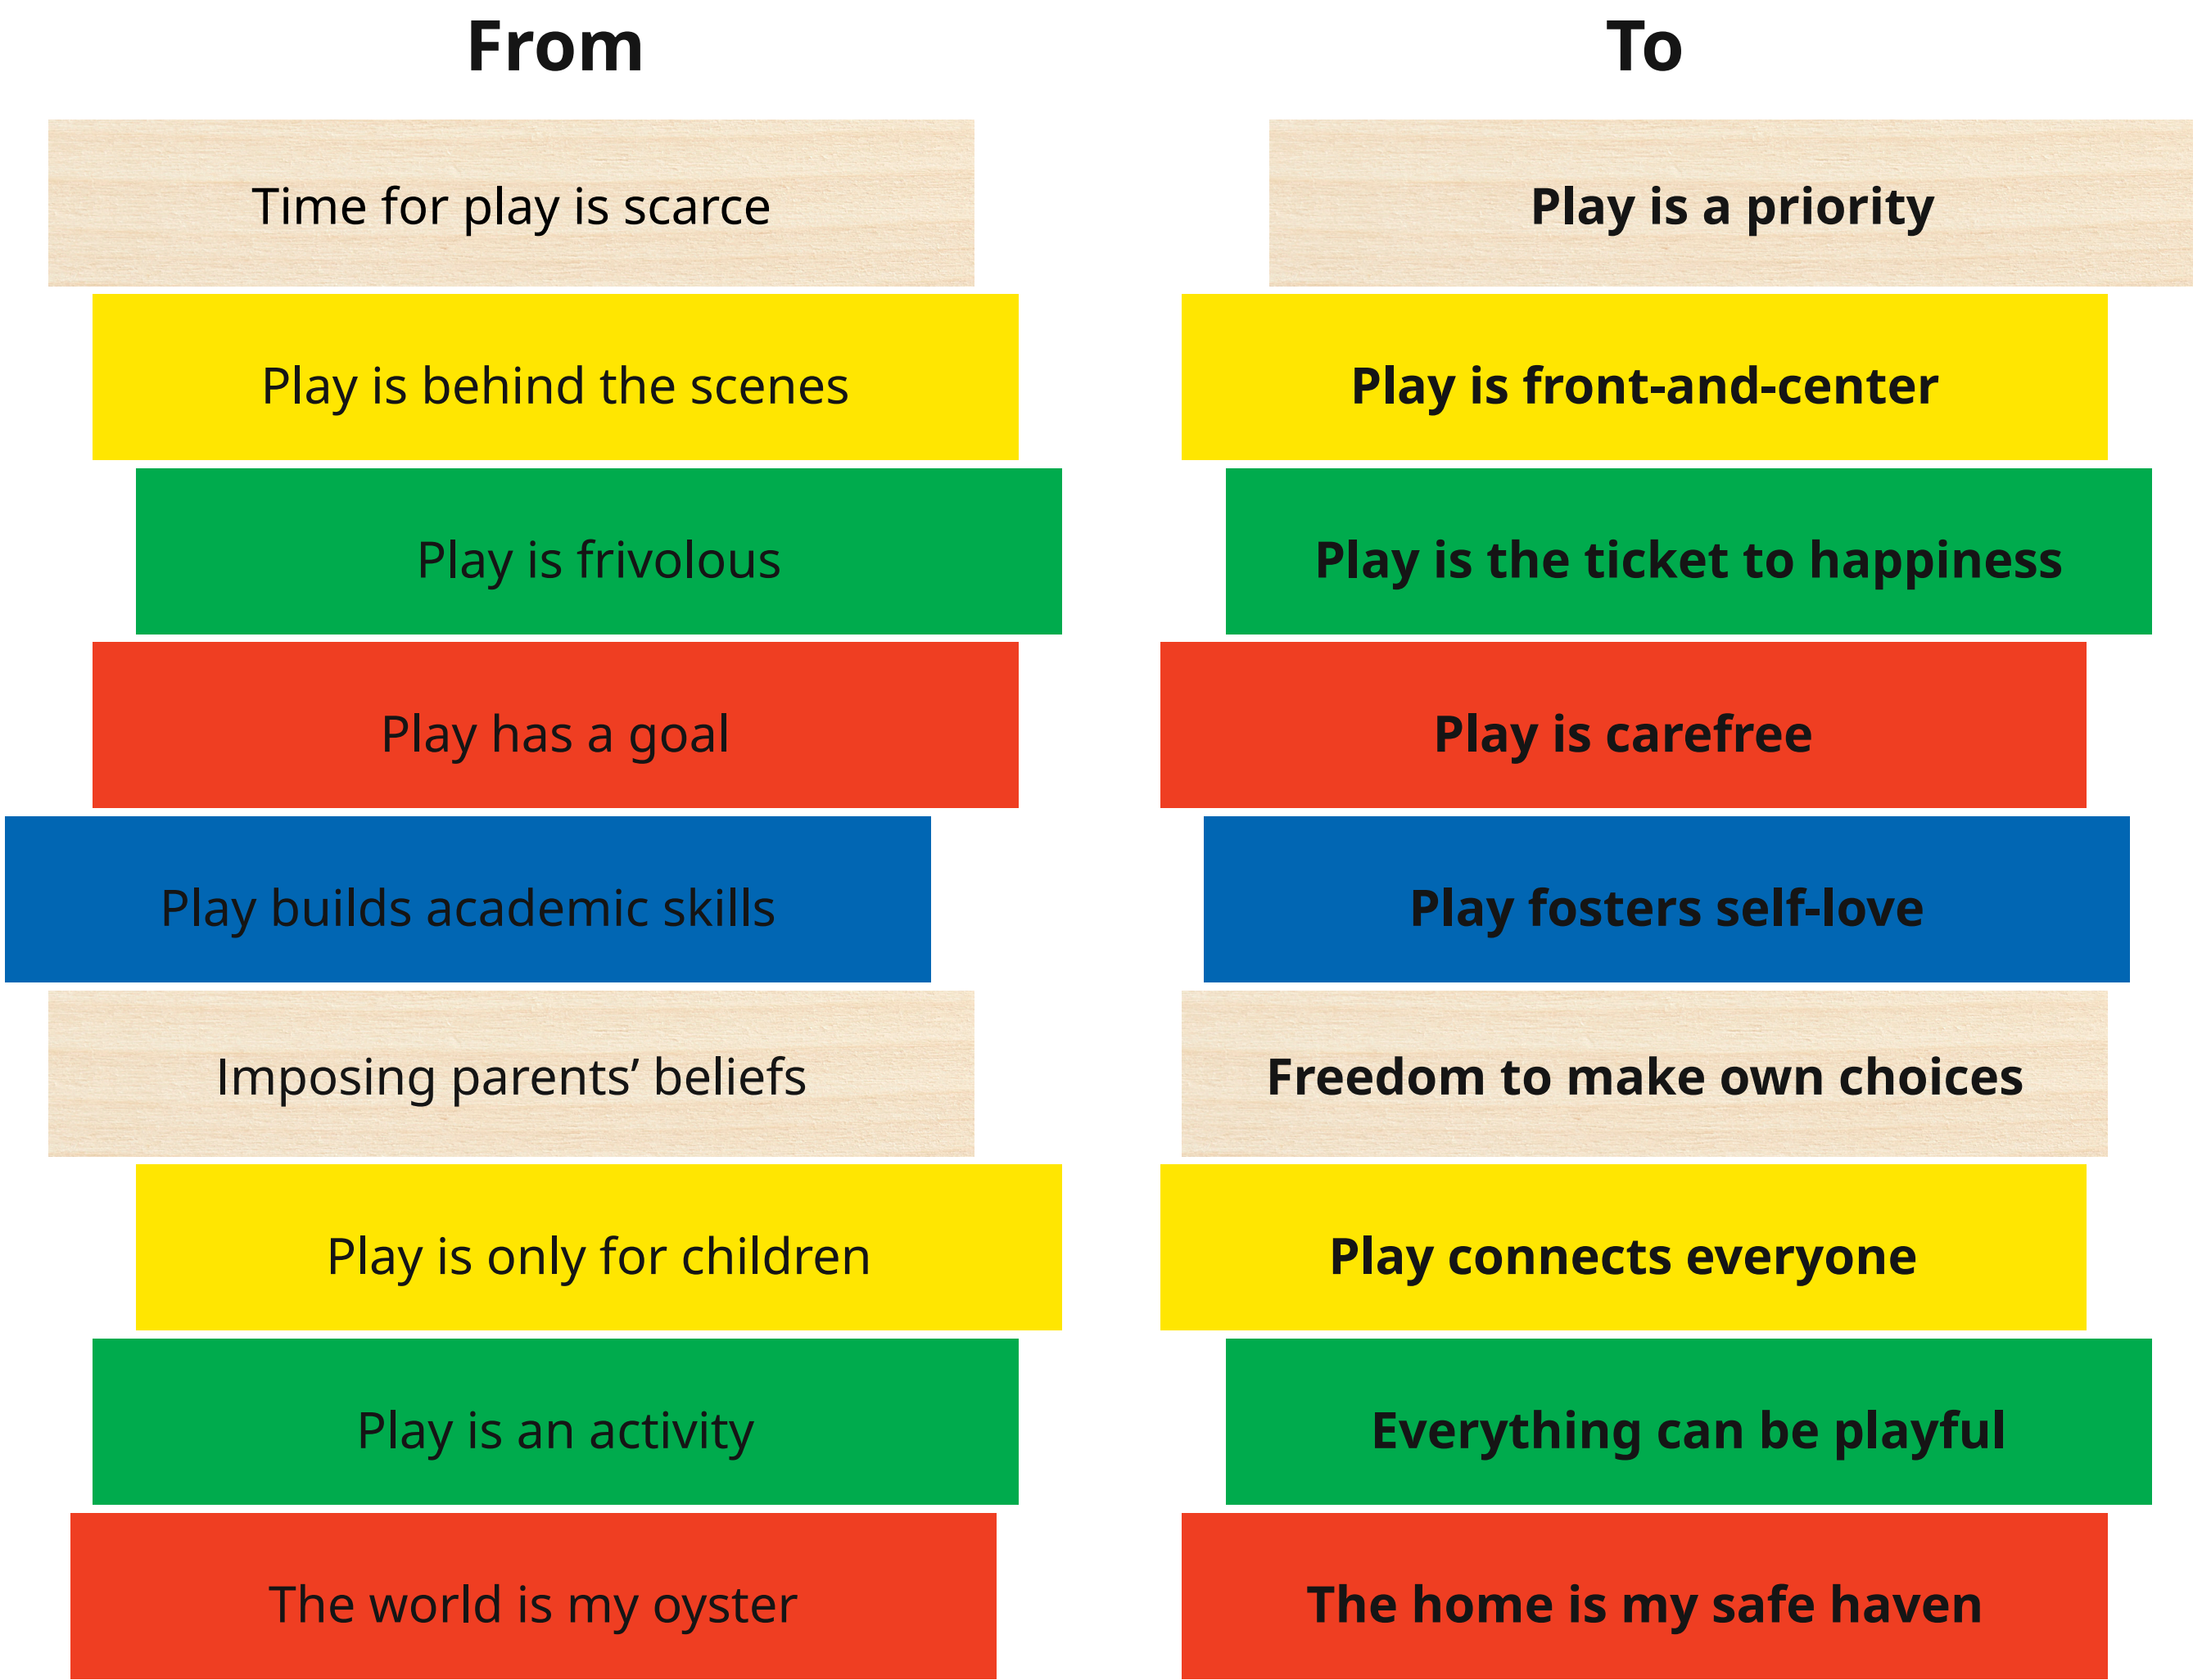 From
To
Time for play is scarce
Play is a priority
Play is behind the scenes
Play is front-and-center
Play is frivolous
Play is the ticket to happiness
Play has a goal
Play is carefree
Play builds academic skills
Play fosters self-love
Imposing parents’ beliefs
Freedom to make own choices
Play is only for children
Play connects everyone
Play is an activity
Everything can be playful
The world is my oyster
The home is my safe haven